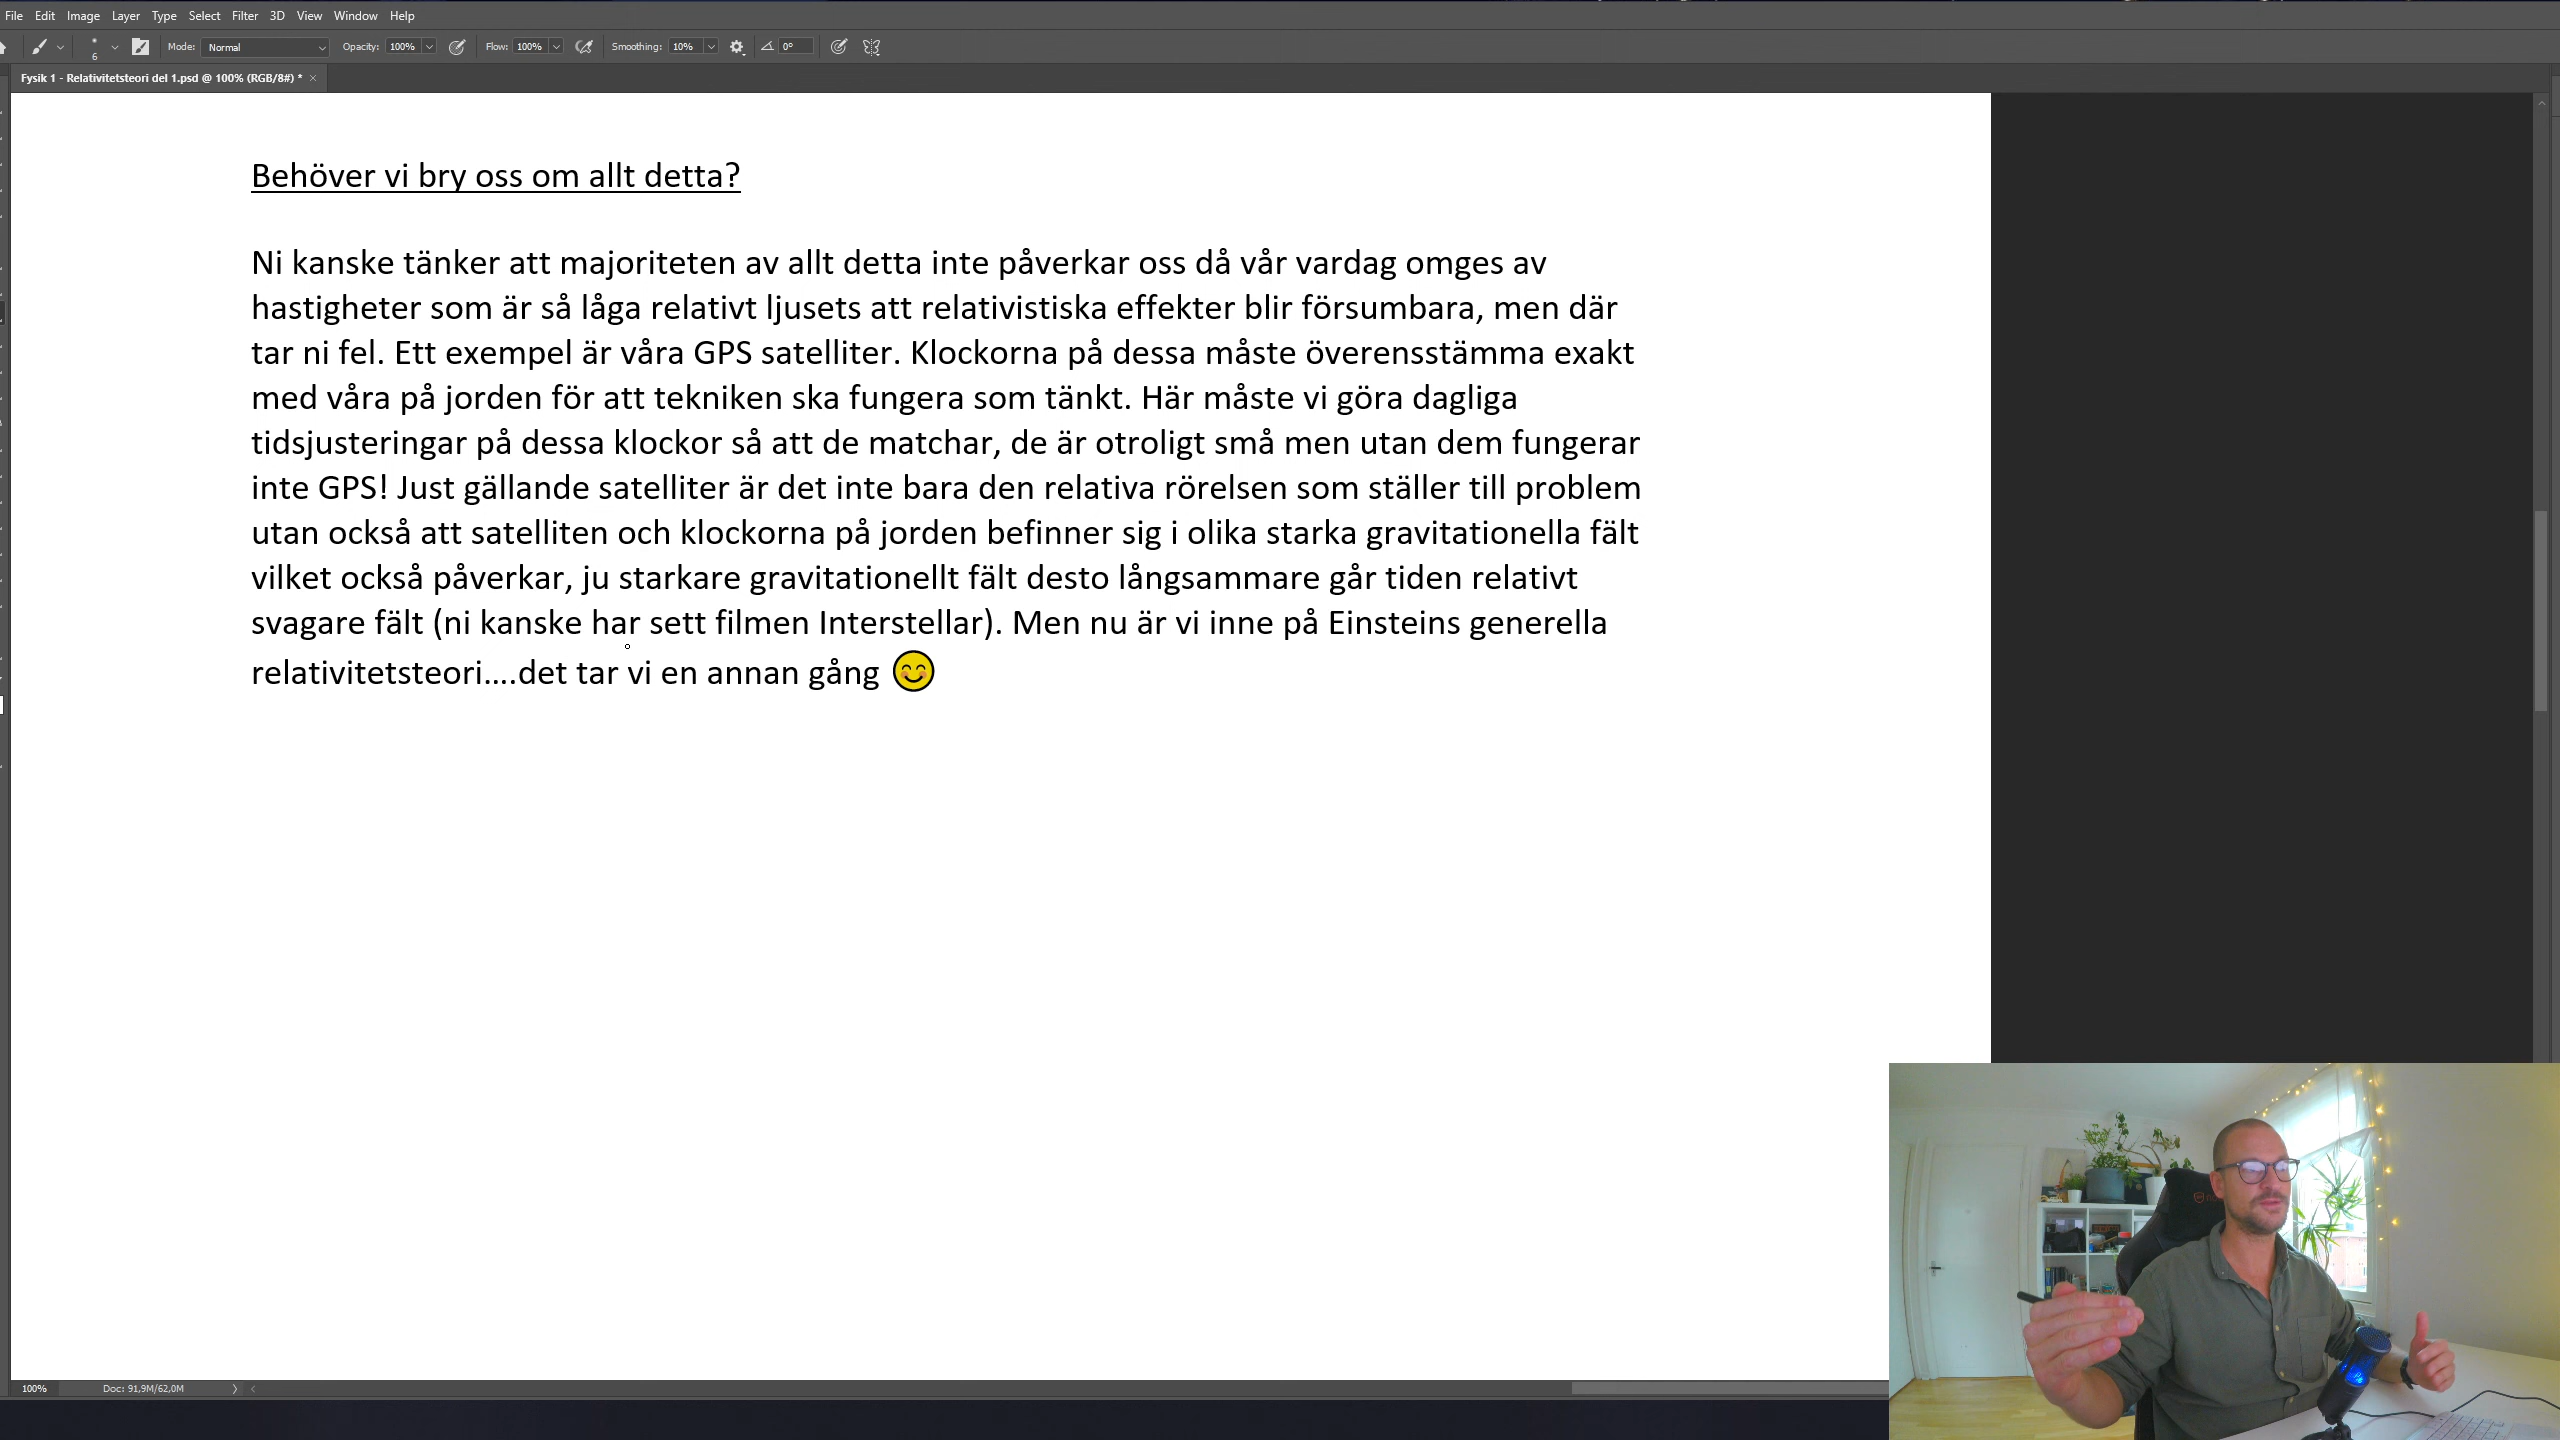 File Edit Image Layer Type Select Filter 3D View Window Help
6 Mode: Normal Opacity: 100% Flow: 100% Smoothing: 10% 0°
Fysik 1 - Relativitetsteori del 1.psd @ 100% (RGB/8#) * ×
Behöver vi bry oss om allt detta?
Ni kanske tänker att majoriteten av allt detta inte påverkar oss då vår vardag omges av
hastigheter som är så låga relativt ljusets att relativistiska effekter blir försumbara, men där
tar ni fel. Ett exempel är våra GPS satelliter. Klockorna på dessa måste överensstämma exakt
med våra på jorden för att tekniken ska fungera som tänkt. Här måste vi göra dagliga
tidsjusteringar på dessa klockor så att de matchar, de är otroligt små men utan dem fungerar
inte GPS! Just gällande satelliter är det inte bara den relativa rörelsen som ställer till problem
utan också att satelliten och klockorna på jorden befinner sig i olika starka gravitationella fält
vilket också påverkar, ju starkare gravitationellt fält desto långsammare går tiden relativt
svagare fält (ni kanske har sett filmen Interstellar). Men nu är vi inne på Einsteins generella
relativitetsteori....det tar vi en annan gång 😊
100% Doc: 91,9M/62,0M